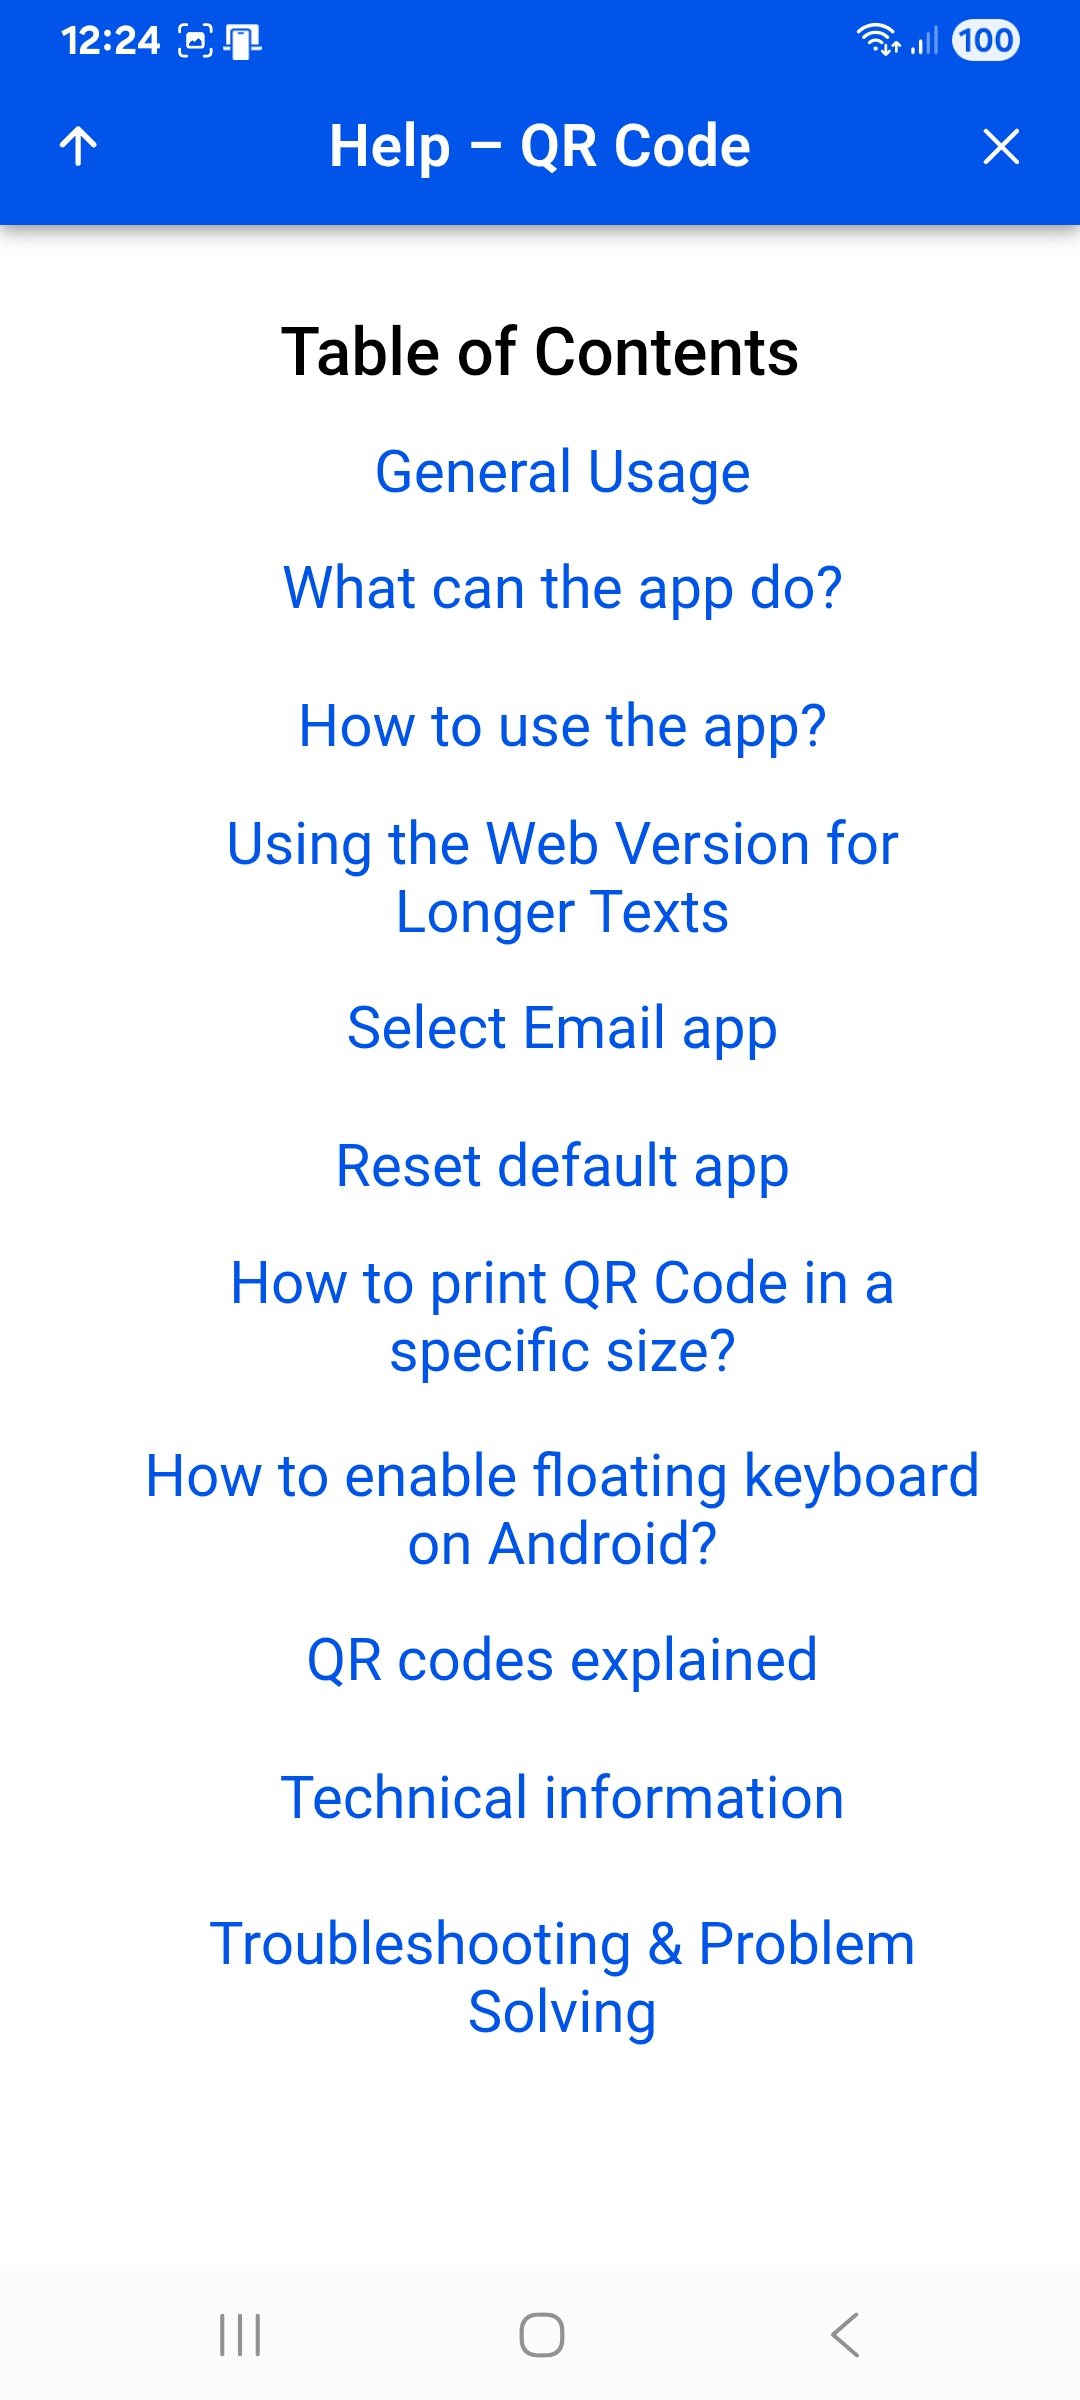 12:24
100
Help – QR Code
Table of Contents
General Usage
What can the app do?
How to use the app?
Using the Web Version for
Longer Texts
Select Email app
Reset default app
How to print QR Code in a
specific size?
How to enable floating keyboard
on Android?
QR codes explained
Technical information
Troubleshooting & Problem
Solving